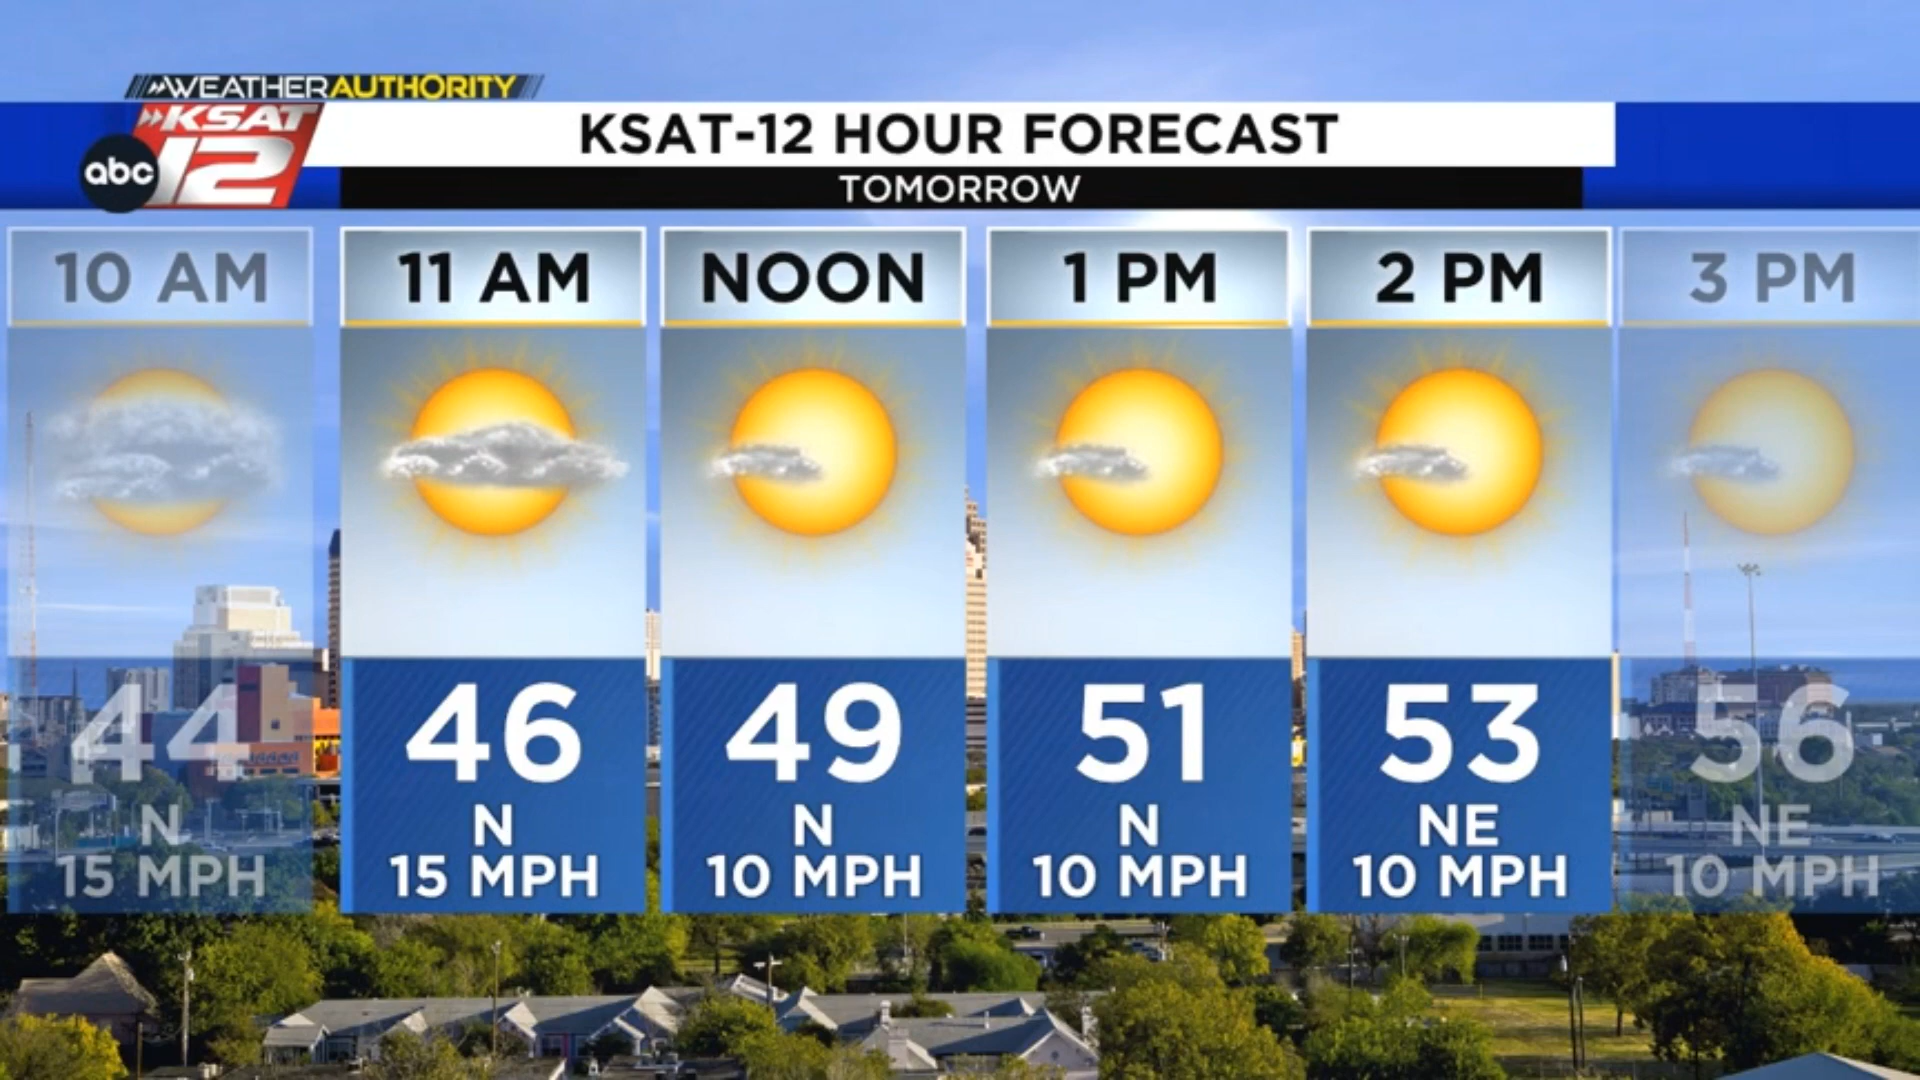 WEATHERAUTHORITY
KSAT
abc
12
KSAT-12 HOUR FORECAST
TOMORROW
10 AM
44
N
15 MPH
11 AM
46
N
15 MPH
NOON
49
N
10 MPH
1 PM
51
N
10 MPH
2 PM
53
NE
10 MPH
3 PM
56
NE
10 MPH